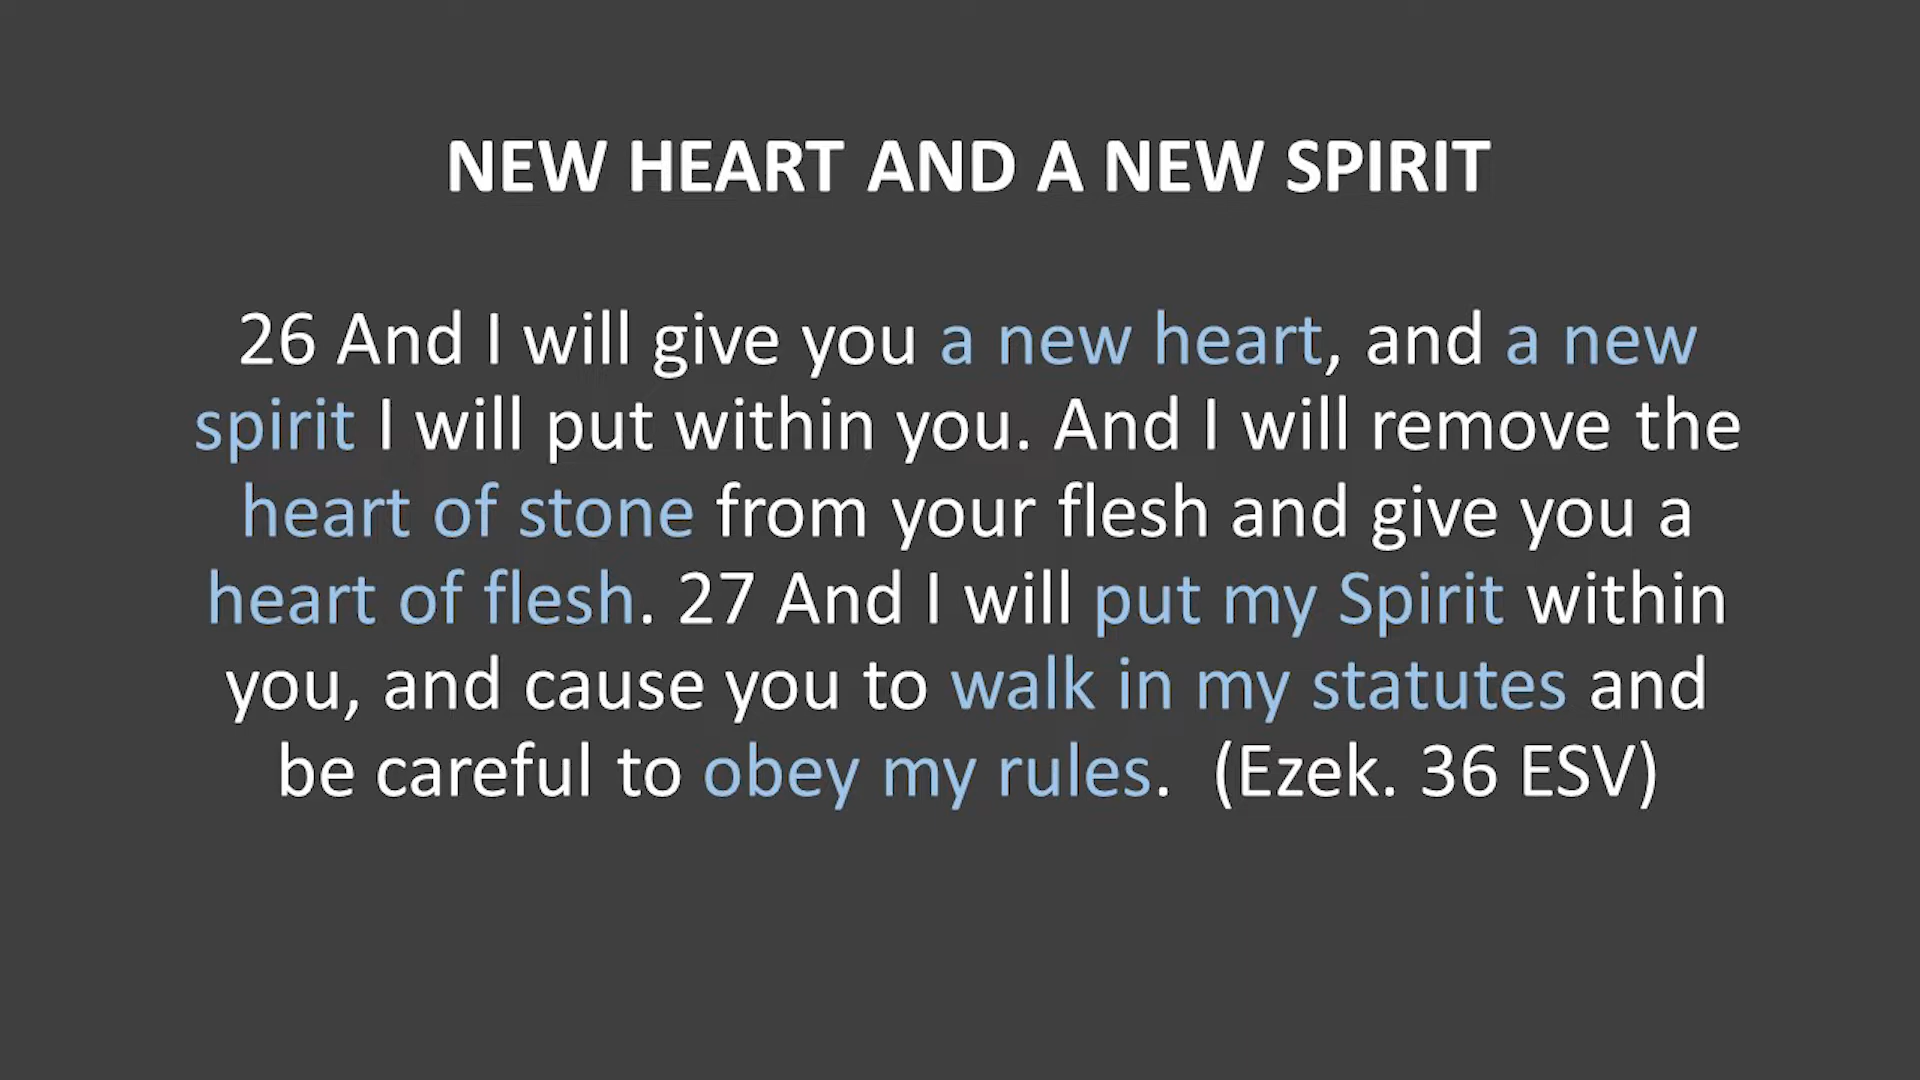 NEW HEART AND A NEW SPIRIT
26 And I will give you a new heart, and a new
spirit I will put within you. And I will remove the
heart of stone from your flesh and give you a
heart of flesh. 27 And I will put my Spirit within
you, and cause you to walk in my statutes and
be careful to obey my rules.  (Ezek. 36 ESV)